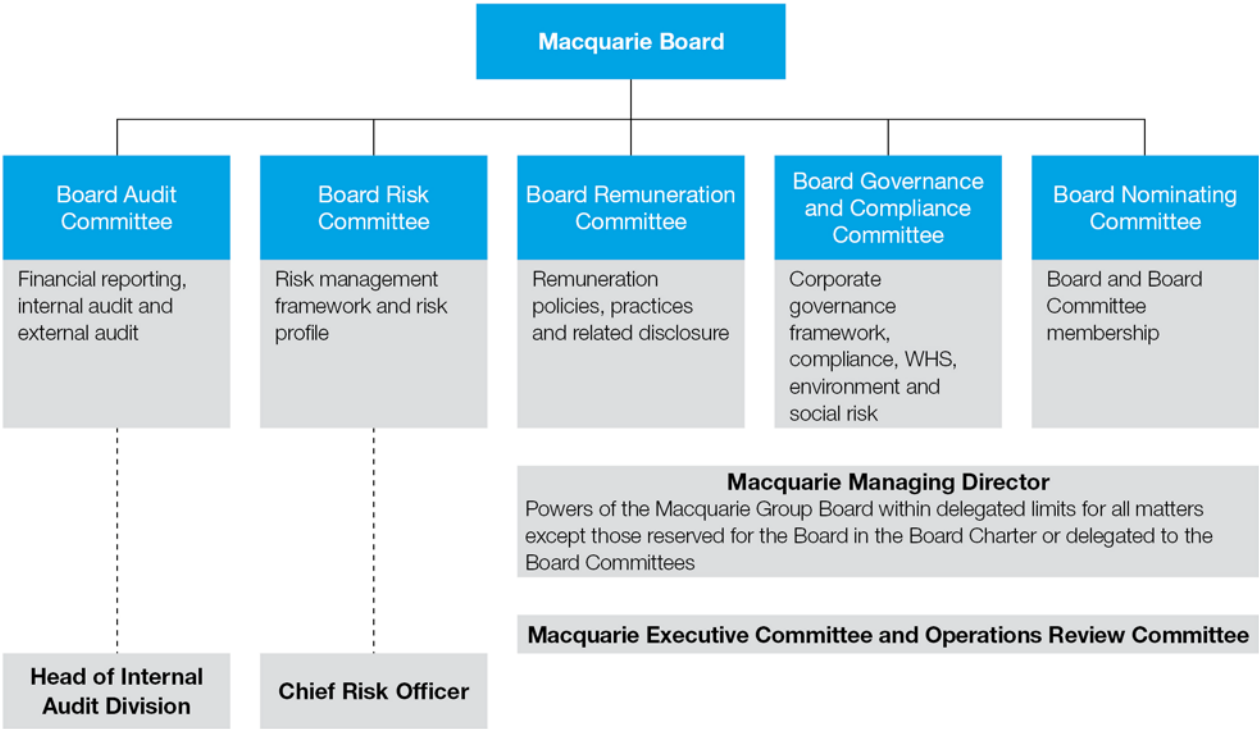 Macquarie Board
Board Audit
Committee
Financial reporting,
internal audit and
external audit
Board Risk
Committee
Risk management
framework and risk
profile
Board Remuneration
Committee
Remuneration
policies, practices
and related disclosure
Board Governance
and Compliance
Committee
Corporate
governance
framework,
compliance, WHS,
environment and
social risk
Board Nominating
Committee
Board and Board
Committee
membership
Macquarie Managing Director
Powers of the Macquarie Group Board within delegated limits for all matters
except those reserved for the Board in the Board Charter or delegated to the
Board Committees
Macquarie Executive Committee and Operations Review Committee
Head of Internal
Audit Division
Chief Risk Officer